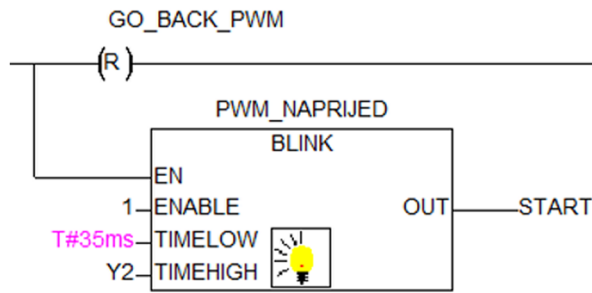 GO_BACK_PWM
(R)
PWM_NAPRIJED
BLINK
EN
1 ENABLE OUT START
T#35ms TIMELOW
Y2 TIMEHIGH